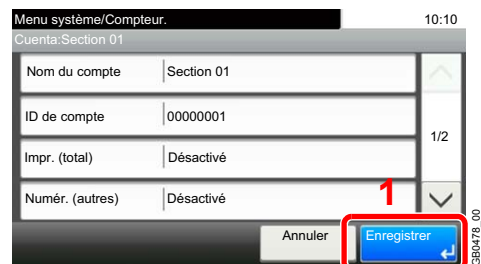 Menu système/Compteur. 10:10
Cuenta:Section 01
Nom du compte Section 01
ID de compte 00000001
1/2
Impr. (total) Désactivé
Numér. (autres) Désactivé
1
Annuler Enregistrer
GB0478_00